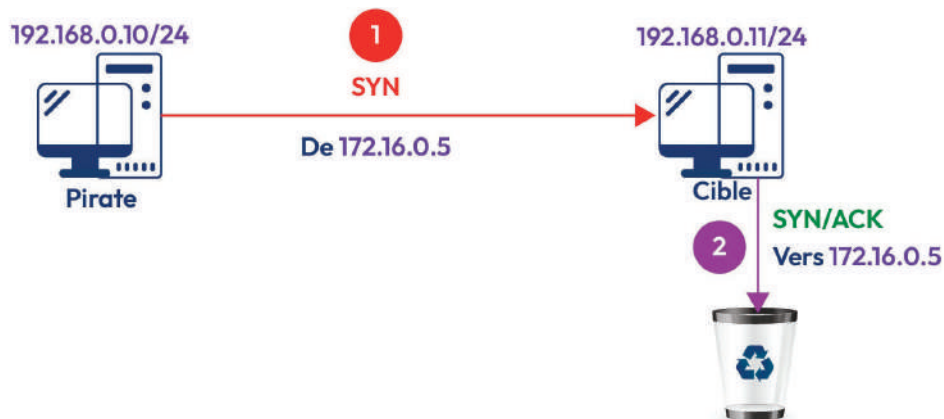 192.168.0.10/24
1
192.168.0.11/24
SYN
De 172.16.0.5
Pirate
Cible
SYN/ACK
2
Vers 172.16.0.5